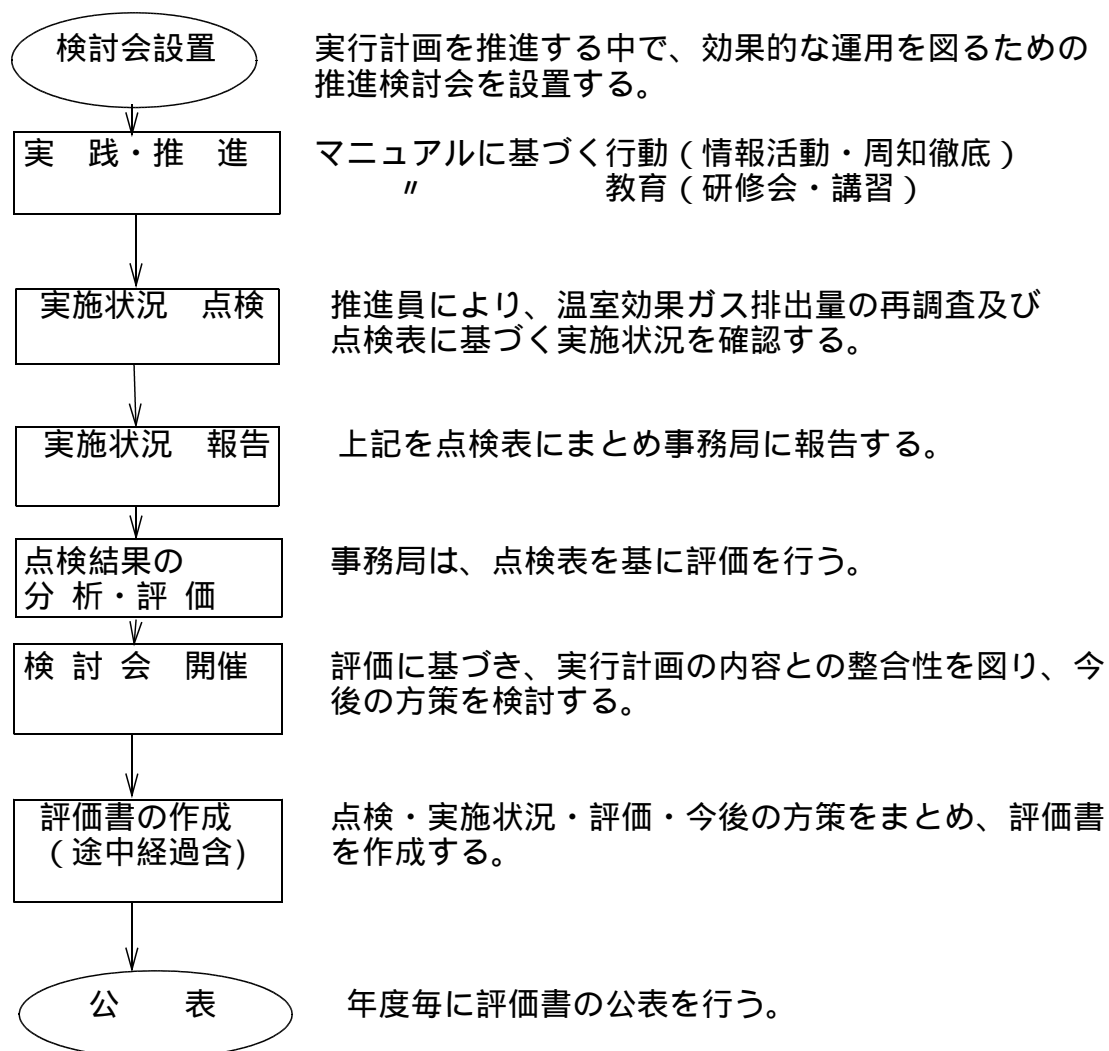 検討会設置
実行計画を推進する中で、効果的な運用を図るための
推進検討会を設置する。
実　践・推　進
マニュアルに基づく行動（情報活動・周知徹底）
〃　教育（研修会・講習）
実施状況　点検
推進員により、温室効果ガス排出量の再調査及び
点検表に基づく実施状況を確認する。
実施状況　報告
上記を点検表にまとめ事務局に報告する。
点検結果の
分 析・評 価
事務局は、点検表を基に評価を行う。
検 討 会　開催
評価に基づき、実行計画の内容との整合性を図り、今
後の方策を検討する。
評価書の作成
（途中経過含)
点検・実施状況・評価・今後の方策をまとめ、評価書
を作成する。
公　　表
年度毎に評価書の公表を行う。